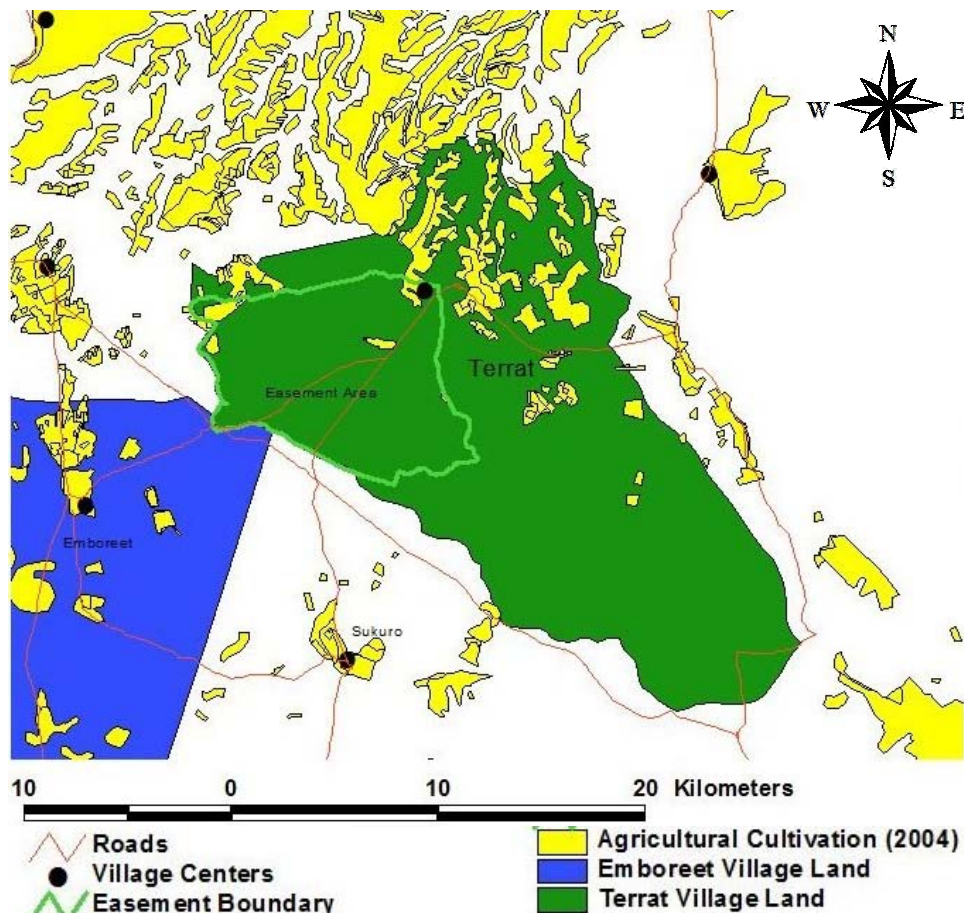 N
W E
S
Terrat
Easement Area
Emboreet
Sukuro
10 0 10 20 Kilometers
Roads
Village Centers
Easement Boundary
Agricultural Cultivation (2004)
Emboreet Village Land
Terrat Village Land